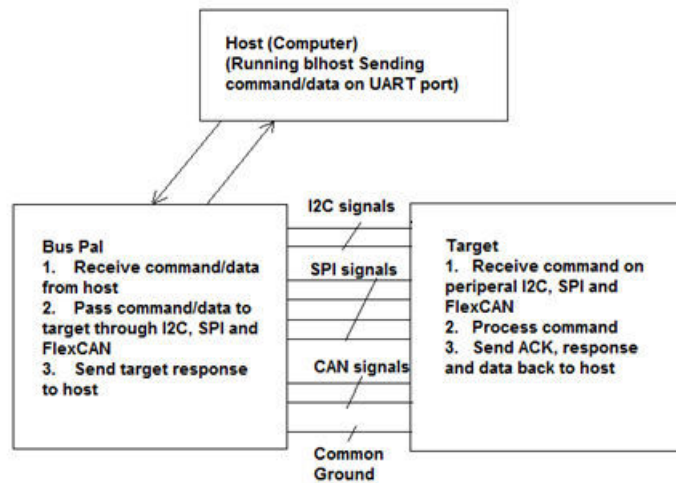 Host (Computer)
(Running blhost Sending
command/data on UART port)
I2C signals
Bus Pal
1. Receive command/data
from host
2. Pass command/data to
target through I2C, SPI and
FlexCAN
3. Send target response
to host
SPI signals
CAN signals
Common
Ground
Target
1. Receive command on
periperal I2C, SPI and
FlexCAN
2. Process command
3. Send ACK, response
and data back to host